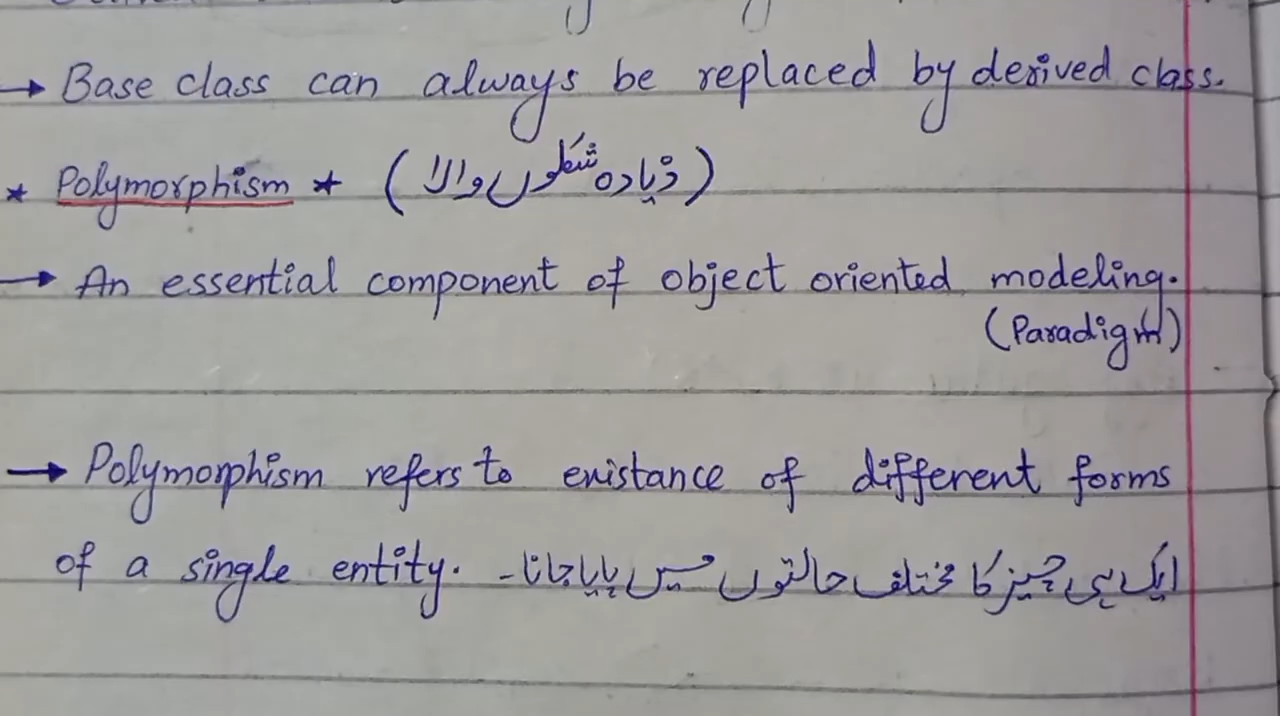 → Base class can always be replaced by derived class.
* Polymorphism * (زیادہ شکلوں والا)
→ An essential component of object oriented modeling.
(Paradigm)
→ Polymorphism refers to existance of different forms
of a single entity. ایک ہی چیز کا مختلف حالتوں میں پایا جانا۔